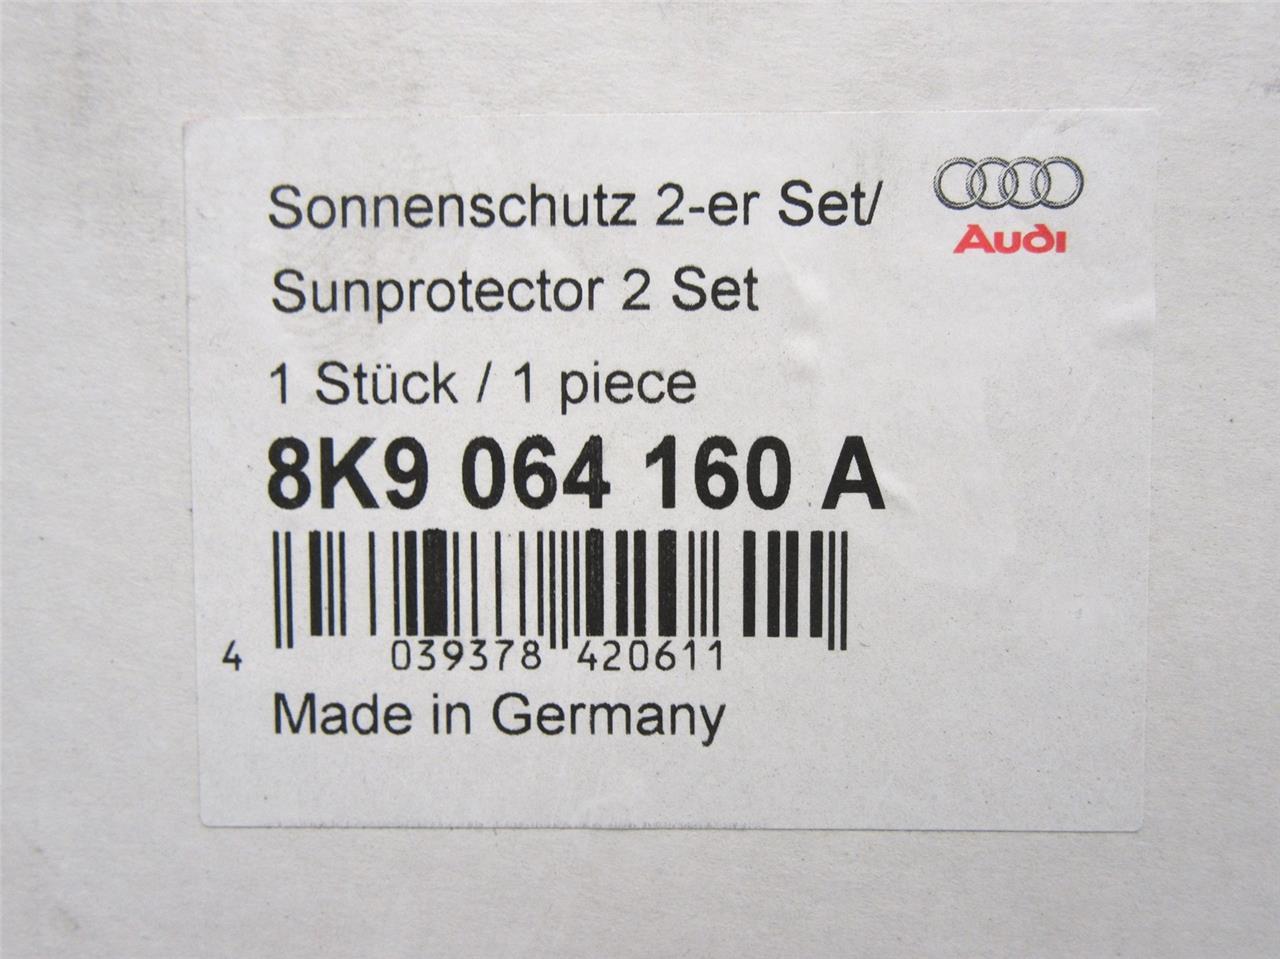 Sonnenschutz 2-er Set/
Audi
Sunprotector 2 Set
1 Stück / 1 piece
8K9 064 160 A
4 039378 420611
Made in Germany